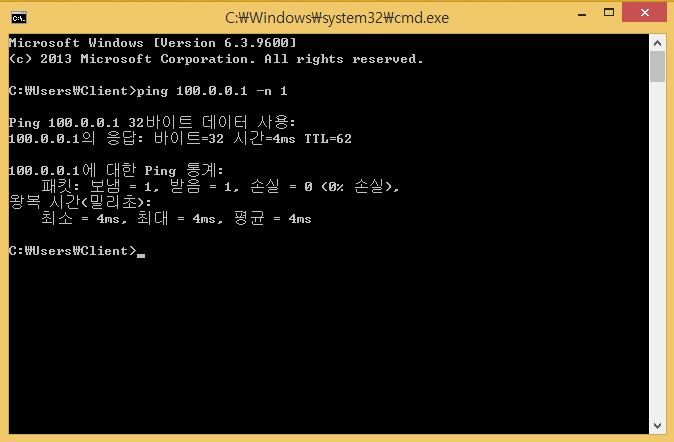 C:₩Windows₩system32₩cmd.exe
Microsoft Windows [Version 6.3.9600]
(c) 2013 Microsoft Corporation. All rights reserved.
C:₩Users₩Client>ping 100.0.0.1 -n 1
Ping 100.0.0.1 32바이트 데이터 사용:
100.0.0.1의 응답: 바이트=32 시간=4ms TTL=62
100.0.0.1에 대한 Ping 통계:
패킷: 보냄 = 1, 받음 = 1, 손실 = 0 (0% 손실),
왕복 시간(밀리초):
최소 = 4ms, 최대 = 4ms, 평균 = 4ms
C:₩Users₩Client>